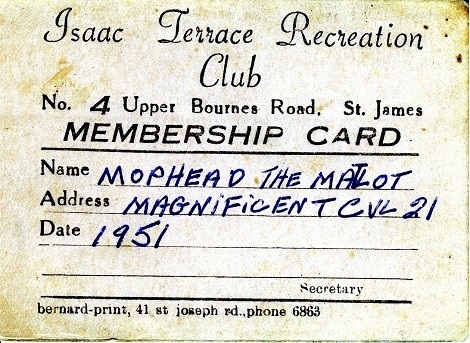 Isaac Terrace Recreation
Club
No. 4 Upper Bournes Road, St. James
MEMBERSHIP CARD
Name MOPHEAD THE
Address MAGNIFICENT CVL 21
Date 1951
Secretary
bernard-print, 41 st joseph rd.,phone 6863